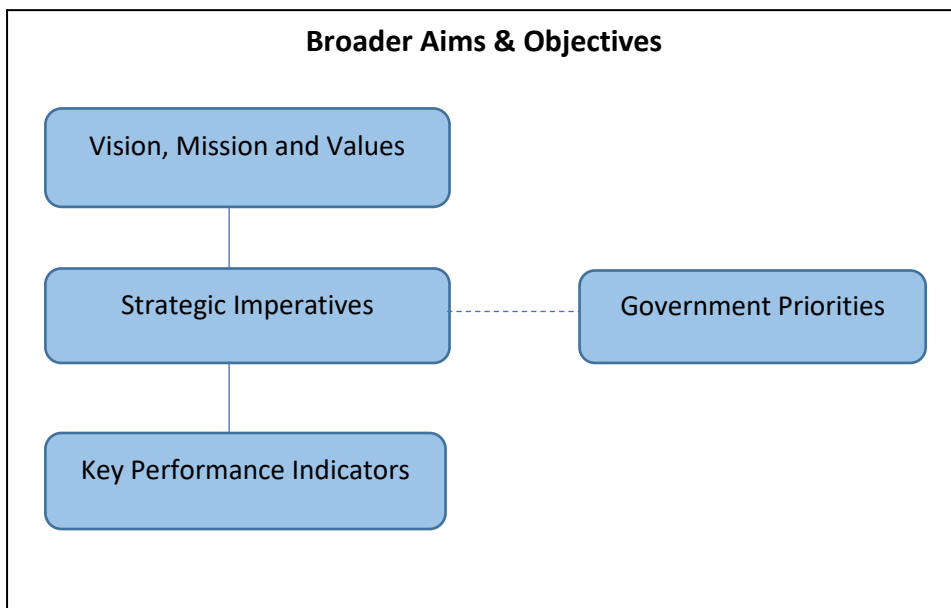 Broader Aims & Objectives
Vision, Mission and Values
Strategic Imperatives
Government Priorities
Key Performance Indicators